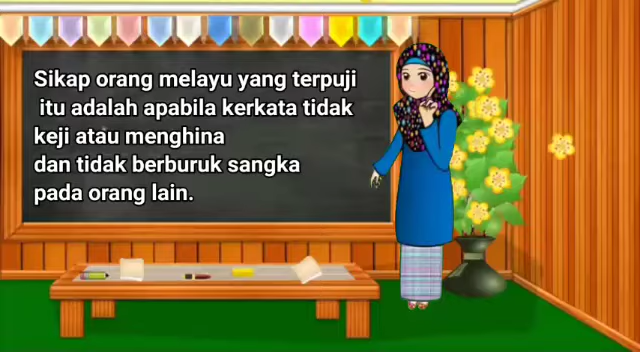 Sikap orang melayu yang terpuji
itu adalah apabila kerkata tidak
keji atau menghina
dan tidak berburuk sangka
pada orang lain.